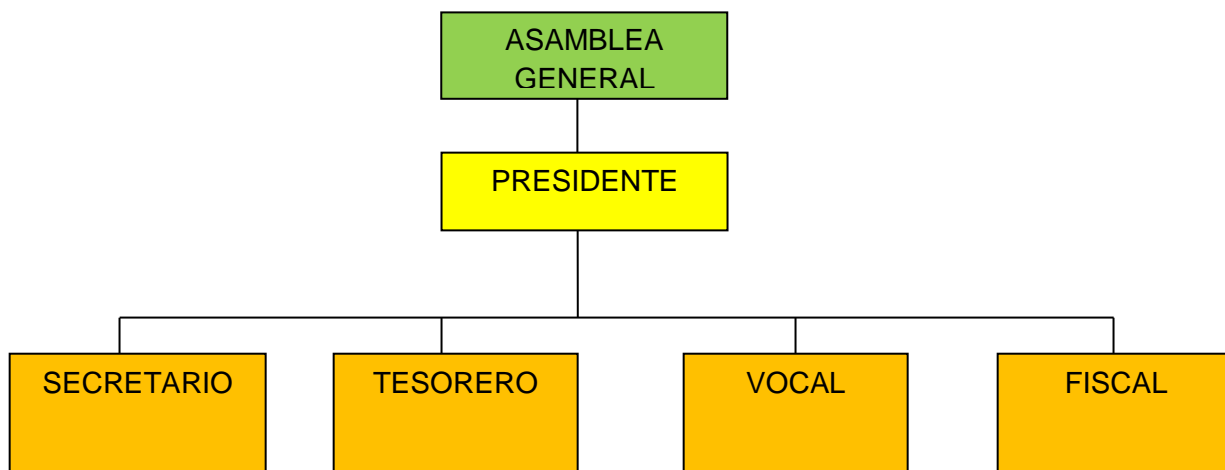 ASAMBLEA
GENERAL
PRESIDENTE
SECRETARIO
TESORERO
VOCAL
FISCAL